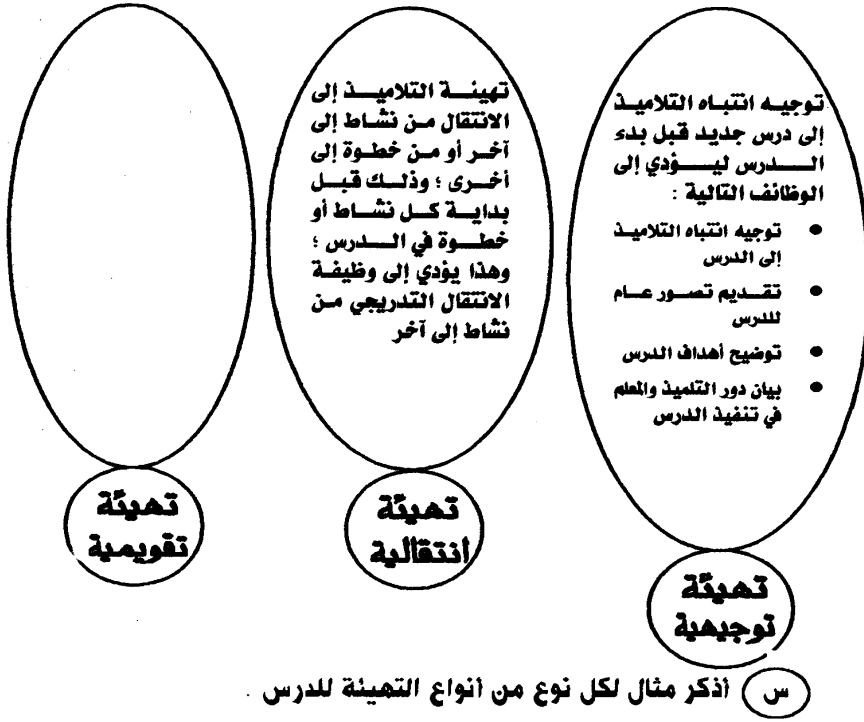 توجيه انتباه التلاميذ
إلى درس جديد قبل بدء
الدرس ليؤدي إلى
الوظائف التالية :
• توجيه انتباه التلاميذ
إلى الدرس
• تقديم تصور عام
للدرس
• توضيح أهداف الدرس
• بيان دور التلميذ والمعلم
في تنفيذ الدرس
تهيئة
توجيهية
تهيئة التلاميذ إلى
الانتقال من نشاط إلى
آخر أو من خطوة إلى
أخرى ؛ وذلك قبل
بداية كل نشاط أو
خطوة في الدرس ؛
وهذا يؤدي إلى وظيفة
الانتقال التدريجي من
نشاط إلى آخر
تهيئة
انتقالية
تهيئة
تقويمية
س أذكر مثال لكل نوع من أنواع التهيئة للدرس .